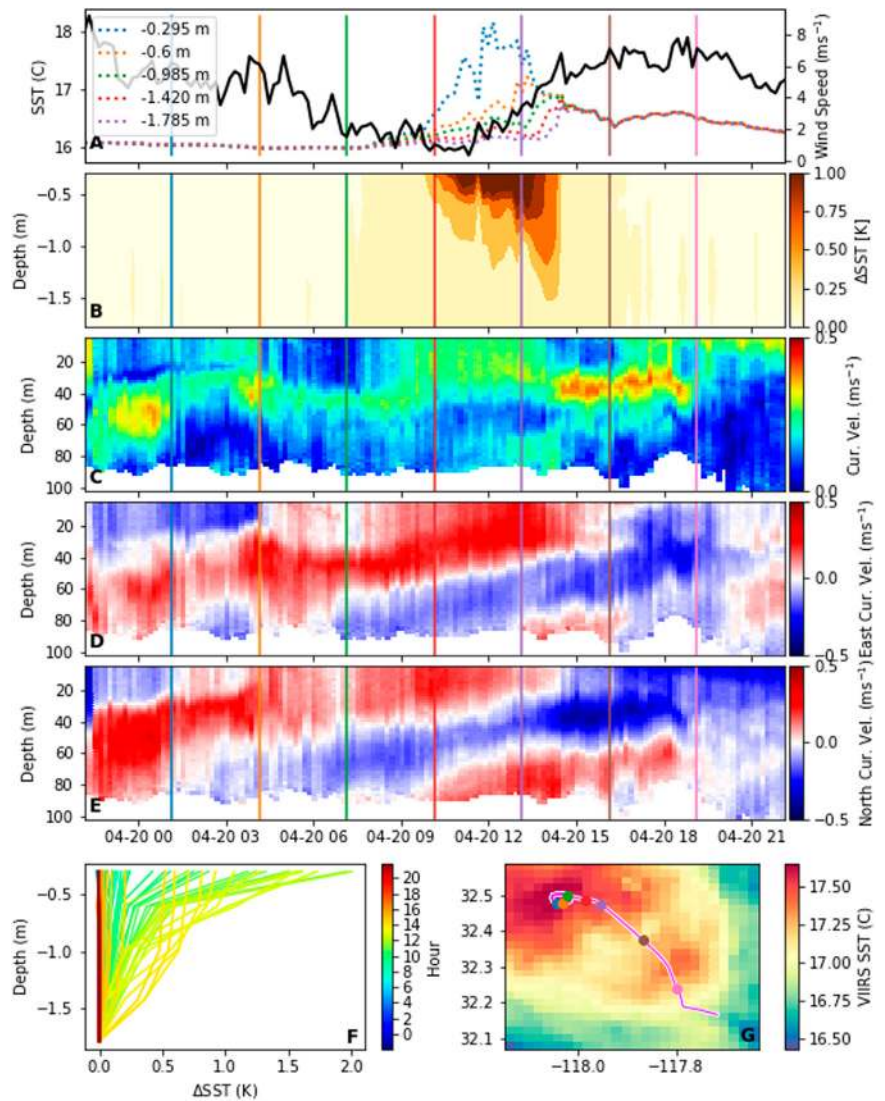 18
17
16
SST (C)
-0.295 m
-0.6 m
-0.985 m
-1.420 m
-1.785 m
A
8
6
4
2
0
Wind Speed (ms⁻¹)
−0.5
−1.0
−1.5
Depth (m)
B
1.00
0.75
0.50
0.25
0.00
ΔSST [K]
20
40
60
80
100
Depth (m)
C
0.5
0.0
Cur. Vel. (ms⁻¹)
20
40
60
80
100
Depth (m)
D
0.5
0.0
−0.5
East Cur. Vel. (ms⁻¹)
20
40
60
80
100
Depth (m)
E
0.5
0.0
−0.5
North Cur. Vel. (ms⁻¹)
04-20 00 04-20 03 04-20 06 04-20 09 04-20 12 04-20 15 04-20 18 04-20 21
−0.5
−1.0
−1.5
Depth (m)
F
0.0 0.5 1.0 1.5 2.0
ΔSST (K)
20
18
16
14
12
10
8
6
4
2
0
Hour
32.5
32.4
32.3
32.2
32.1
G
−118.0 −117.8
17.50
17.25
17.00
16.75
16.50
VIIRS SST (C)